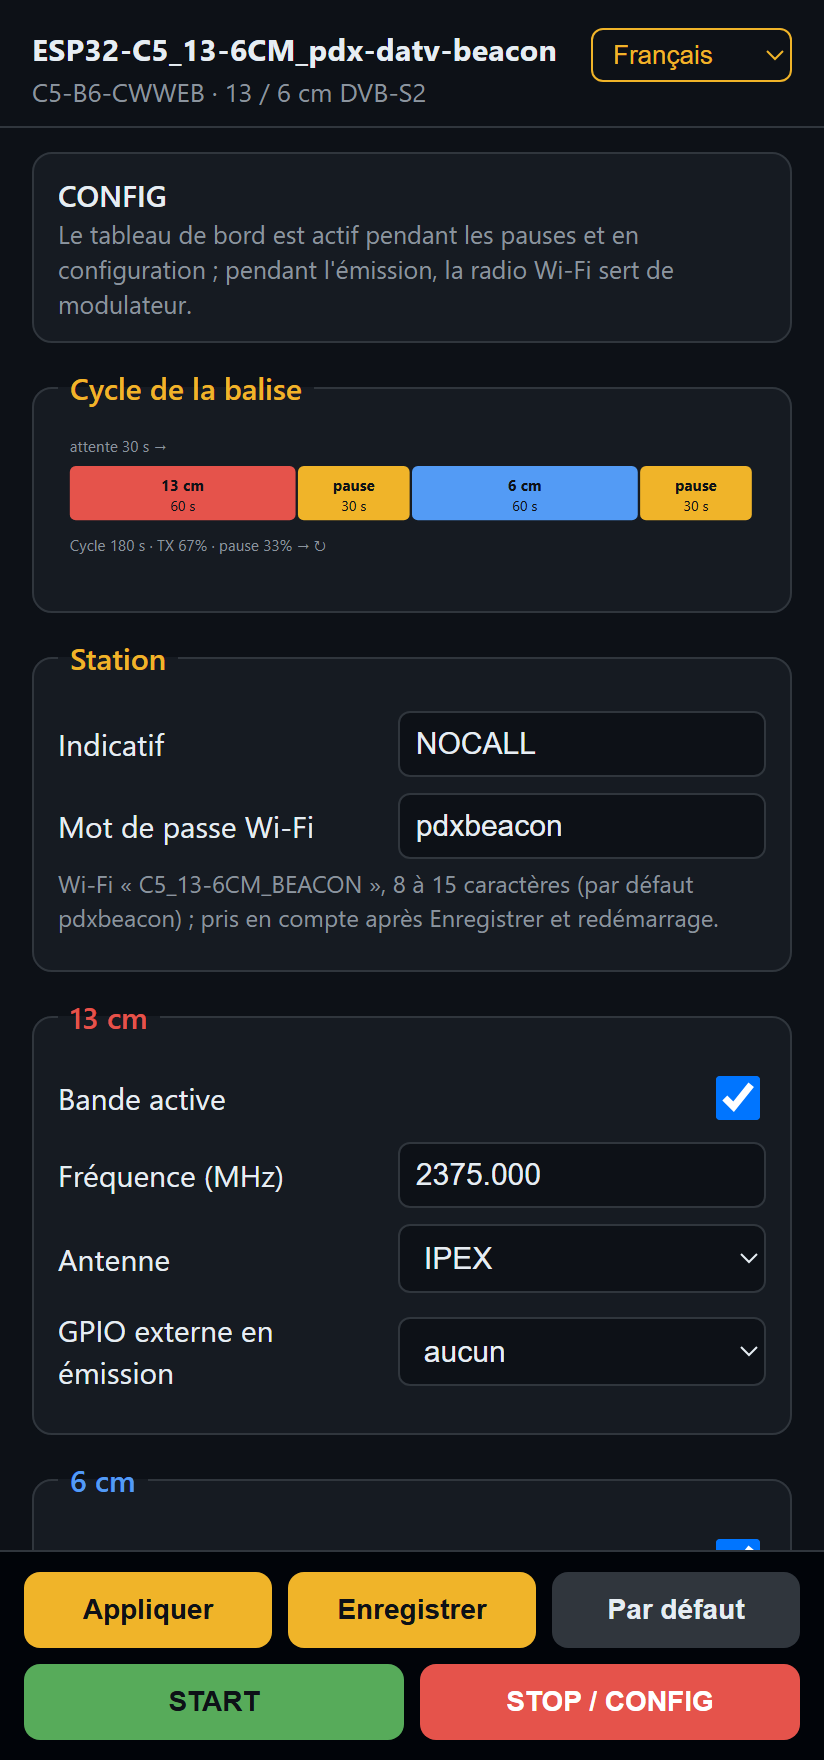 ESP32-C5_13-6CM_pdx-datv-beacon
Français
C5-B6-CWWEB · 13 / 6 cm DVB-S2
CONFIG
Le tableau de bord est actif pendant les pauses et en
configuration ; pendant l'émission, la radio Wi-Fi sert de
modulateur.
Cycle de la balise
attente 30 s →
13 cm
60 s
pause
30 s
6 cm
60 s
pause
30 s
Cycle 180 s · TX 67% · pause 33% → ↻
Station
Indicatif
NOCALL
Mot de passe Wi-Fi
pdxbeacon
Wi-Fi « C5_13-6CM_BEACON », 8 à 15 caractères (par défaut
pdxbeacon) ; pris en compte après Enregistrer et redémarrage.
13 cm
Bande active
Fréquence (MHz)
2375.000
Antenne
IPEX
GPIO externe en
émission
aucun
6 cm
Appliquer
Enregistrer
Par défaut
START
STOP / CONFIG